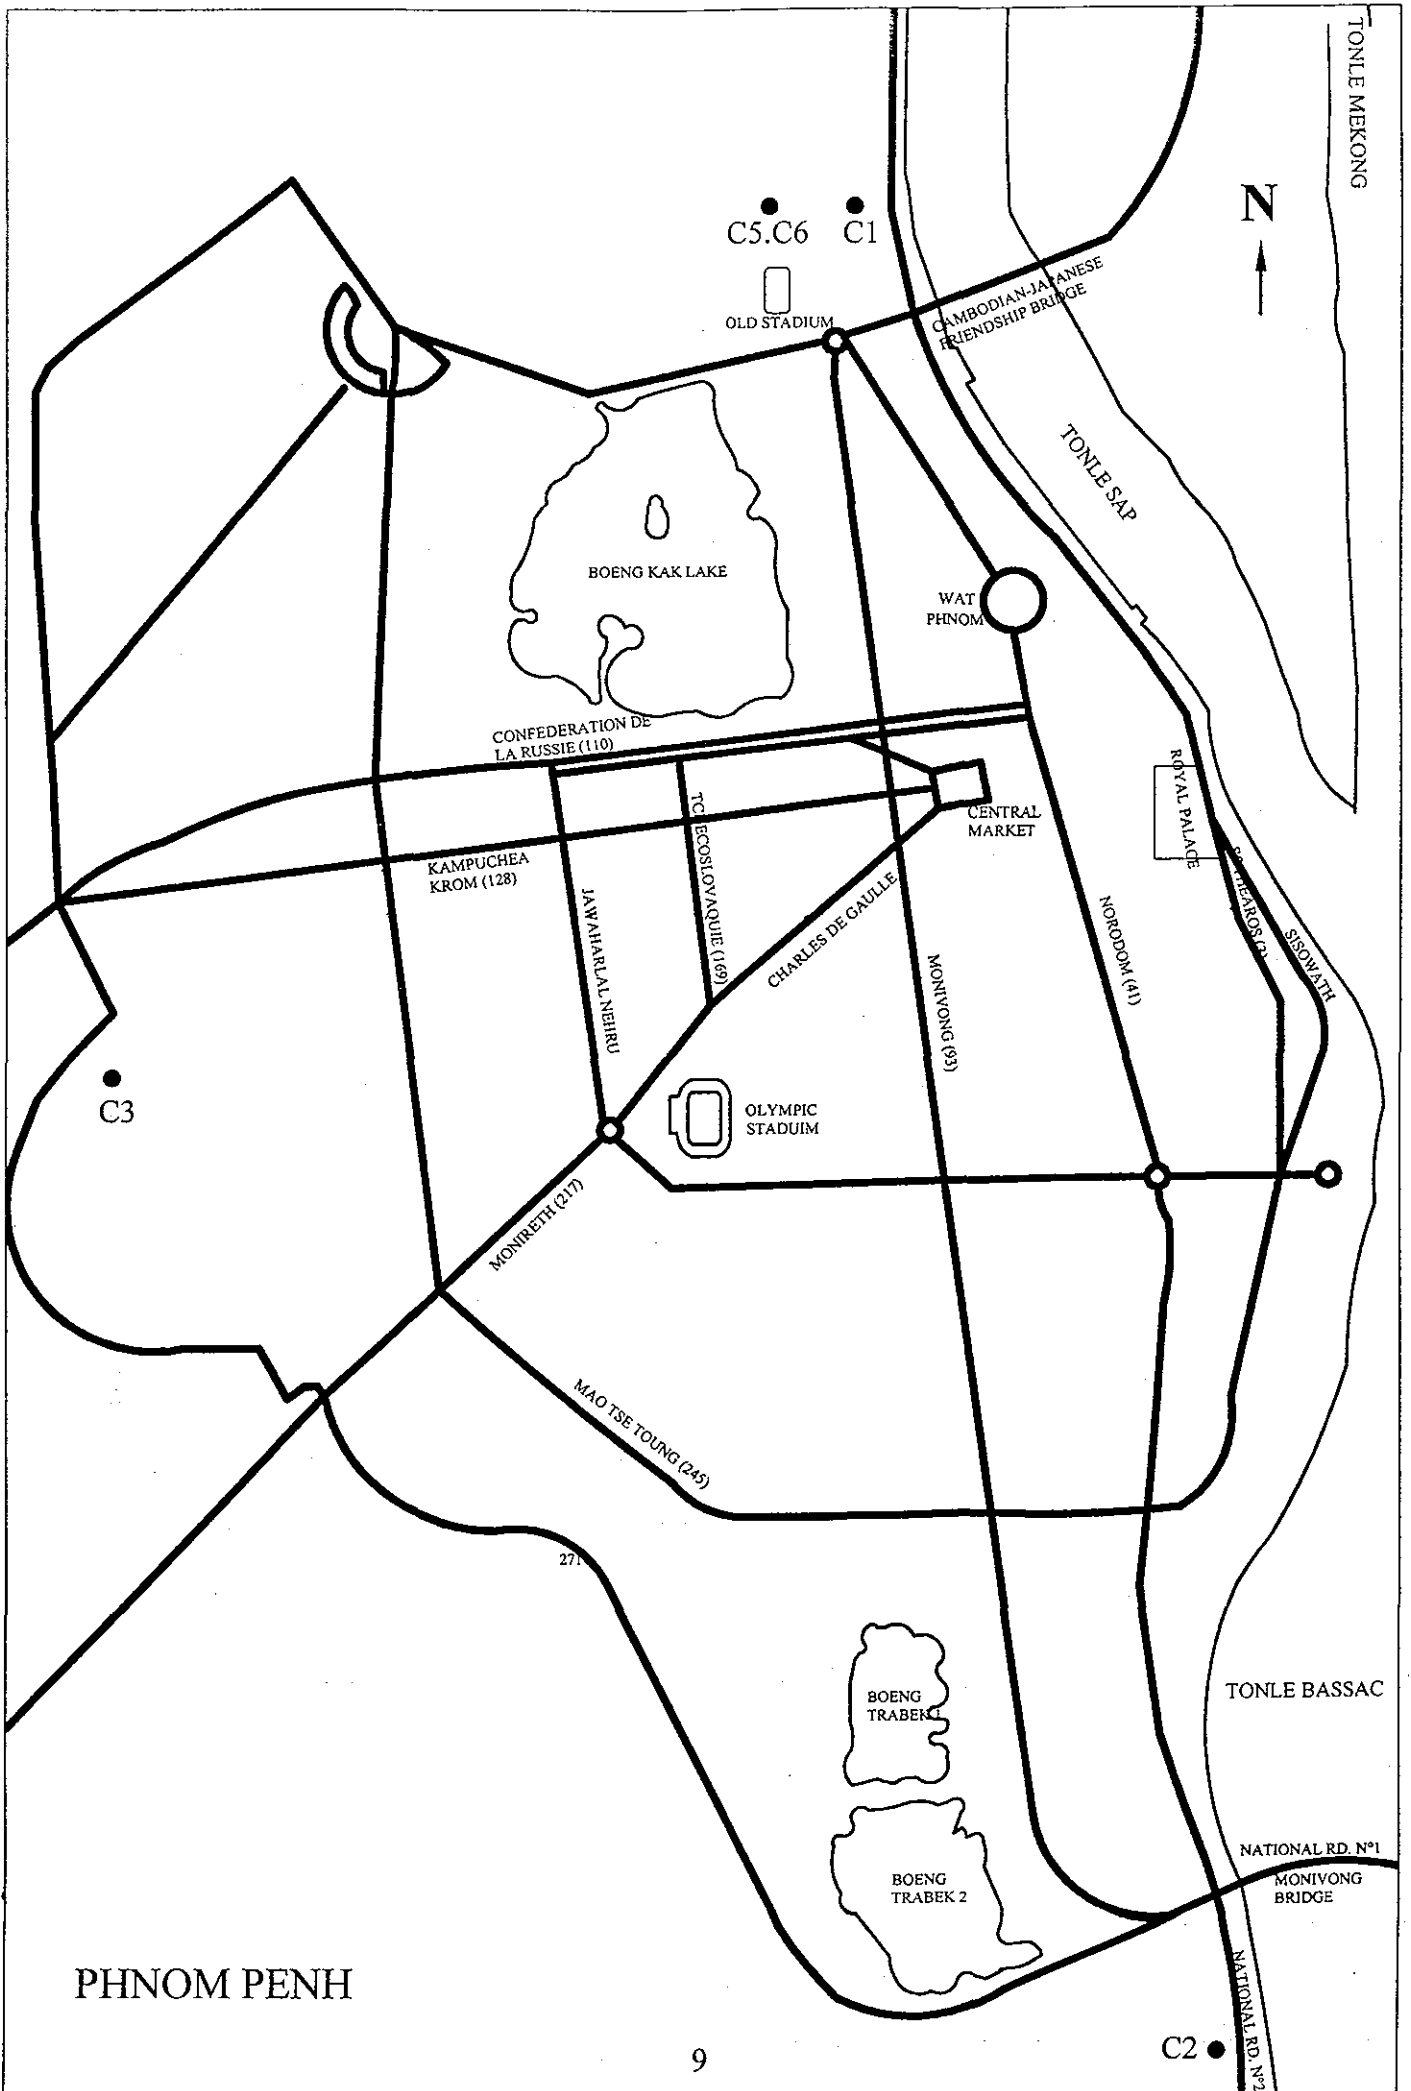 TONLE MEKONG
N
C5.C6
C1
OLD STADIUM
CAMBODIAN-JAPANESE
FRIENDSHIP BRIDGE
TONLE SAP
BOENG KAK LAKE
WAT
PHNOM
CONFEDERATION DE
LA RUSSIE (110)
ROYAL PALACE
CENTRAL
MARKET
KAMPUCHEA
KROM (128)
TCHECOSLOVAQUIE (169)
JAWAHARLAL NEHRU
CHARLES DE GAULLE
NORODOM (41)
SOTHEAROS (3)
SISOWATH
MONIVONG (93)
C3
OLYMPIC
STADUIM
MONIRETH (217)
MAO TSE TOUNG (245)
271
BOENG
TRABEK 1
TONLE BASSAC
BOENG
TRABEK 2
NATIONAL RD. N°1
MONIVONG
BRIDGE
NATIONAL RD. N°2
PHNOM PENH
C2
9